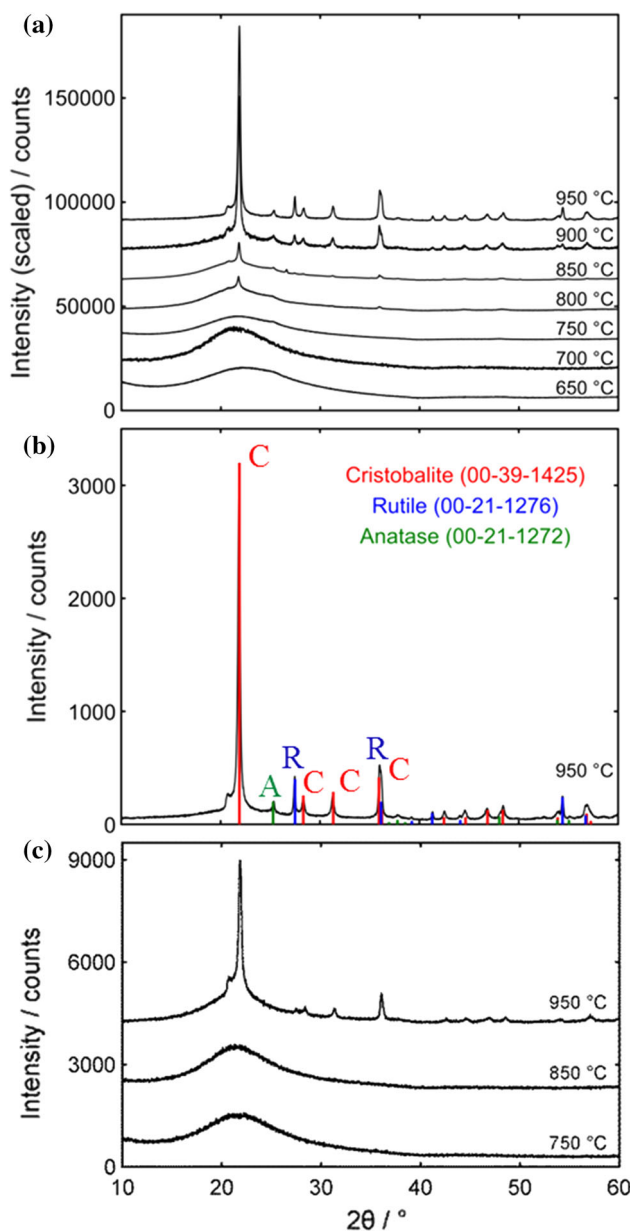 (a)
150000
100000
50000
0
Intensity (scaled) / counts
950 °C
900 °C
850 °C
800 °C
750 °C
700 °C
650 °C
(b)
C
Cristobalite (00-39-1425)
Rutile (00-21-1276)
Anatase (00-21-1272)
3000
2000
1000
0
Intensity / counts
R
R
A
C
C
C
950 °C
(c)
9000
6000
3000
0
Intensity / counts
950 °C
850 °C
750 °C
10 20 30 40 50 60
2θ / °